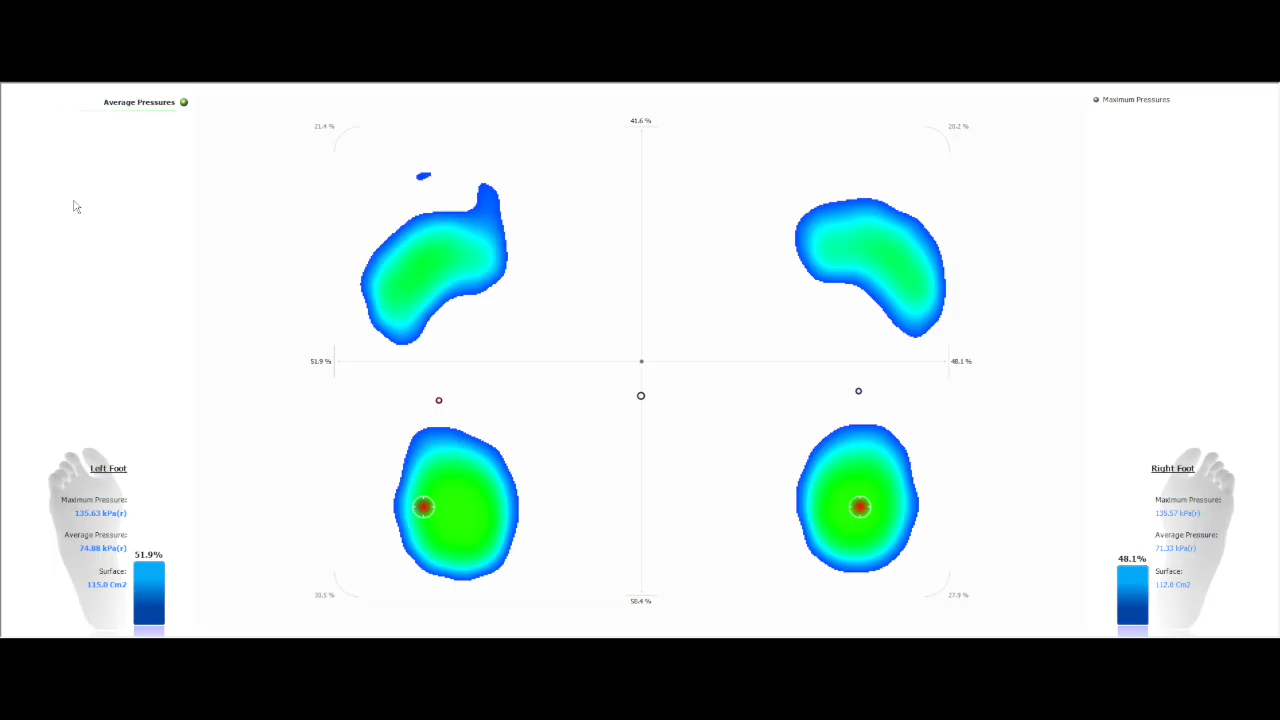 Average Pressures
Maximum Pressures
21.4 %
41.6 %
20.2 %
51.9 %
48.1 %
Left Foot
Maximum Pressure:
135.63 kPa(r)
Average Pressure:
74.88 kPa(r)
Surface:
115.0 Cm2
51.9%
Right Foot
Maximum Pressure:
135.57 kPa(r)
Average Pressure:
71.33 kPa(r)
Surface:
112.0 Cm2
48.1%
30.5 %
58.4 %
27.9 %